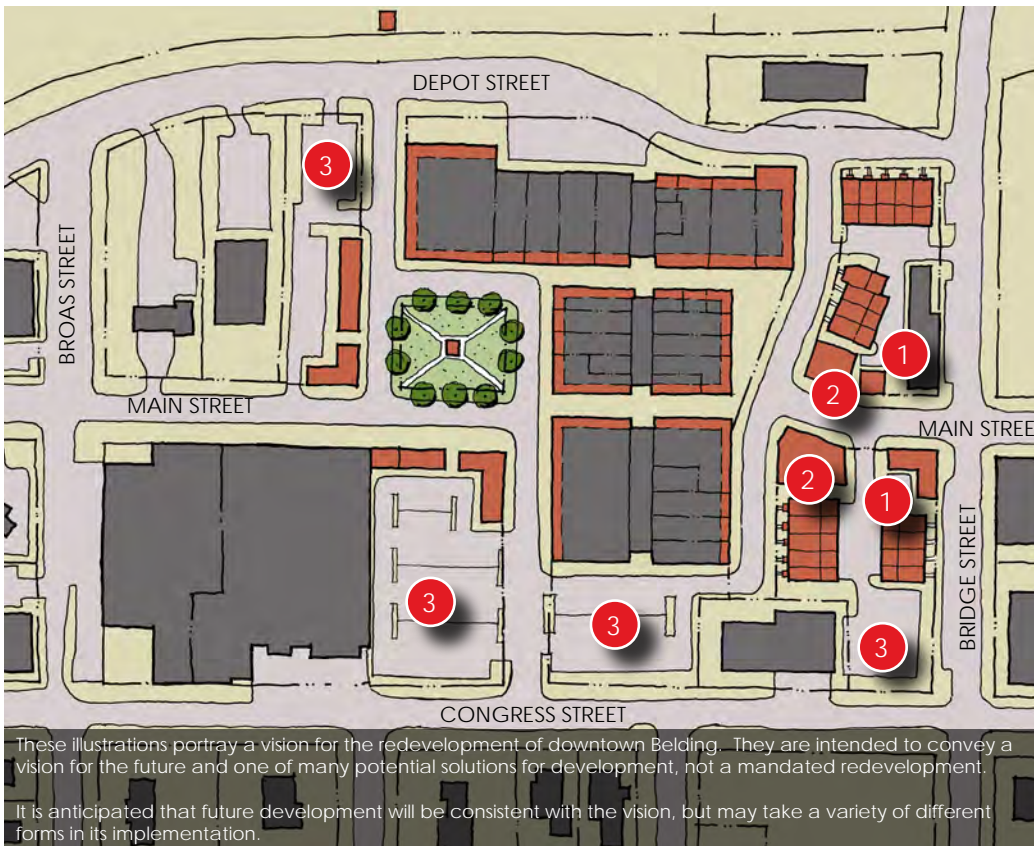 DEPOT STREET
3
BROAS STREET
1
2
MAIN STREET
MAIN STREE
2
1
BRIDGE STREET
3
3
3
CONGRESS STREET
These illustrations portray a vision for the redevelopment of downtown Belding. They are intended to convey a
vision for the future and one of many potential solutions for development, not a mandated redevelopment.
It is anticipated that future development will be consistent with the vision, but may take a variety of different
forms in its implementation.